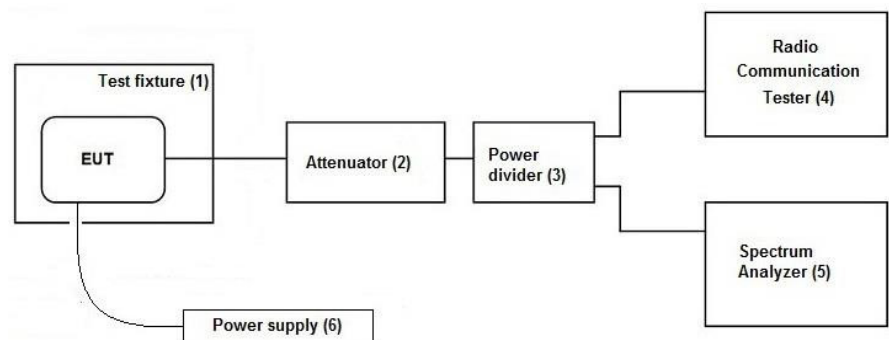 Test fixture (1)
EUT
Attenuator (2)
Power
divider (3)
Radio
Communication
Tester (4)
Spectrum
Analyzer (5)
Power supply (6)